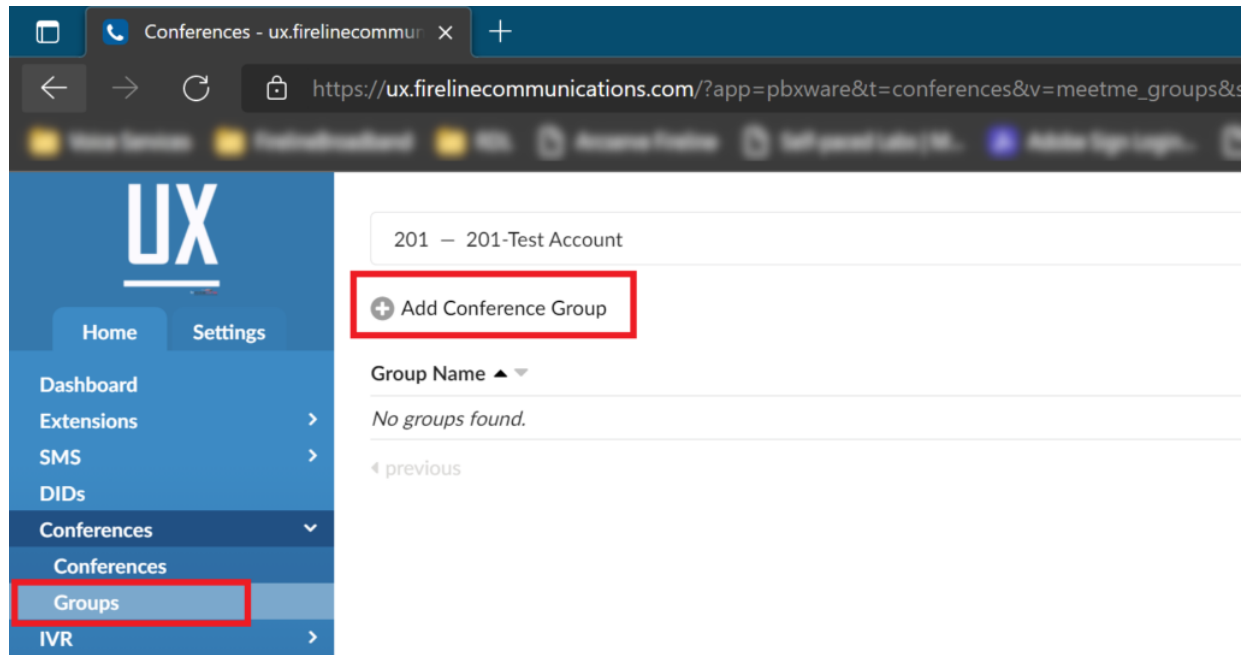 Conferences - ux.firelinecommun
https://ux.firelinecommunications.com/?app=pbxware&t=conferences&v=meetme_groups&s
UX
Home Settings
Dashboard
Extensions
SMS
DIDs
Conferences
Conferences
Groups
IVR
201 — 201-Test Account
Add Conference Group
Group Name
No groups found.
previous